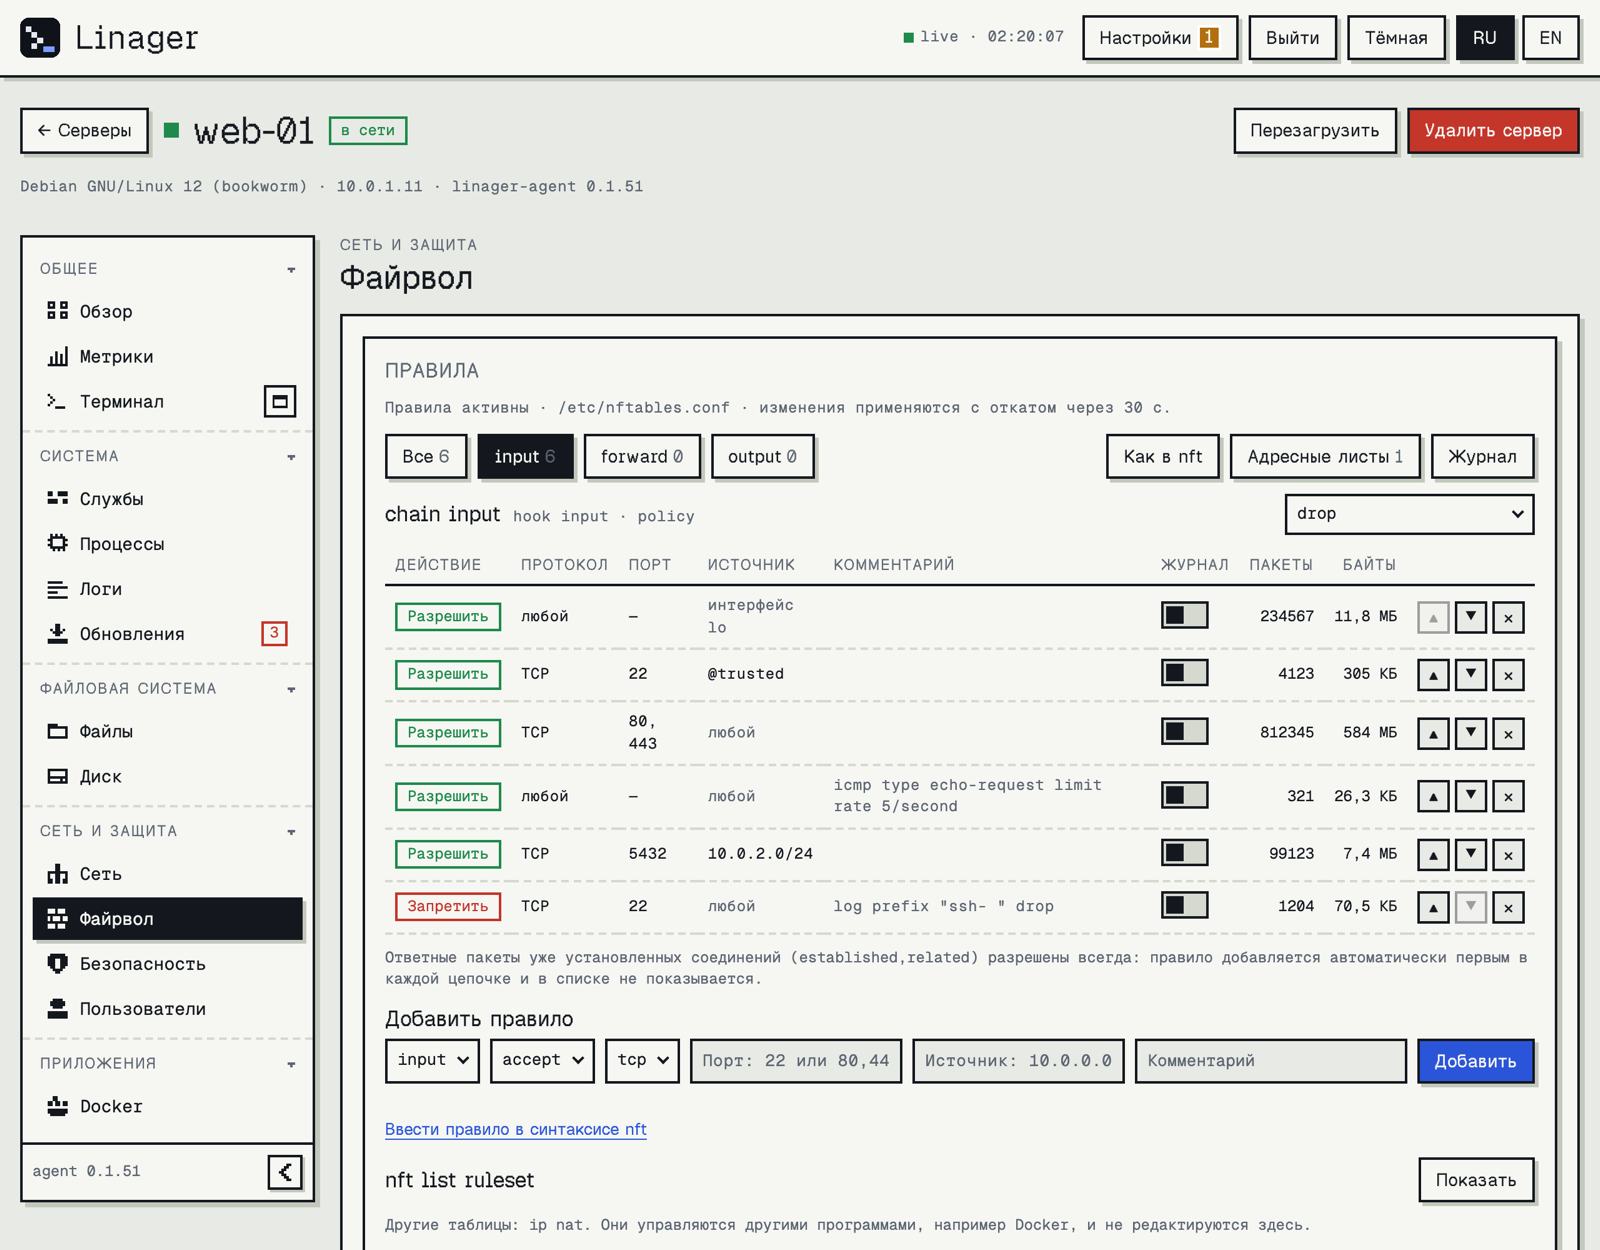 Linager
live · 02:20:07
Настройки 1
Выйти
Тёмная
RU
EN
← Серверы
web-01
в сети
Перезагрузить
Удалить сервер
Debian GNU/Linux 12 (bookworm) · 10.0.1.11 · linager-agent 0.1.51
ОБЩЕЕ
Обзор
Метрики
Терминал
СИСТЕМА
Службы
Процессы
Логи
Обновления 3
ФАЙЛОВАЯ СИСТЕМА
Файлы
Диск
СЕТЬ И ЗАЩИТА
Сеть
Файрвол
Безопасность
Пользователи
ПРИЛОЖЕНИЯ
Docker
agent 0.1.51
СЕТЬ И ЗАЩИТА
Файрвол
ПРАВИЛА
Правила активны · /etc/nftables.conf · изменения применяются с откатом через 30 с.
Все 6
input 6
forward 0
output 0
Как в nft
Адресные листы 1
Журнал
chain input hook input · policy
drop
ДЕЙСТВИЕ ПРОТОКОЛ ПОРТ ИСТОЧНИК КОММЕНТАРИЙ ЖУРНАЛ ПАКЕТЫ БАЙТЫ
Разрешить любой — интерфейс lo 234567 11,8 МБ ▲ ▼ ×
Разрешить TCP 22 @trusted 4123 305 КБ ▲ ▼ ×
Разрешить TCP 80, 443 любой 812345 584 МБ ▲ ▼ ×
Разрешить любой — любой icmp type echo-request limit rate 5/second 321 26,3 КБ ▲ ▼ ×
Разрешить TCP 5432 10.0.2.0/24 99123 7,4 МБ ▲ ▼ ×
Запретить TCP 22 любой log prefix "ssh- " drop 1204 70,5 КБ ▲ ▼ ×
Ответные пакеты уже установленных соединений (established,related) разрешены всегда: правило добавляется автоматически первым в
каждой цепочке и в списке не показывается.
Добавить правило
input
accept
tcp
Порт: 22 или 80,44
Источник: 10.0.0.0
Комментарий
Добавить
Ввести правило в синтаксисе nft
nft list ruleset
Показать
Другие таблицы: ip nat. Они управляются другими программами, например Docker, и не редактируются здесь.